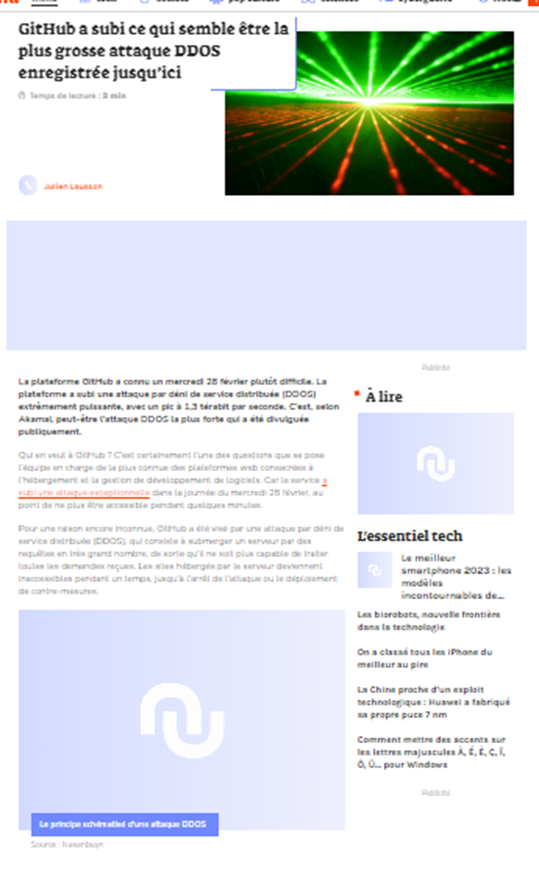 GitHub a subi ce qui semble être la
plus grosse attaque DDOS
enregistrée jusqu'ici
Temps de lecture : 3 min
Julien Lausson
Publicité
La plateforme GitHub a connu un mercredi 28 février plutôt difficile. La
plateforme a subi une attaque par déni de service distribuée (DDOS)
extrêmement puissante, avec un pic à 1,3 térabit par seconde. C'est, selon
Akamai, peut-être l'attaque DDOS la plus forte qui a été divulguée
publiquement.
Qui en veut à GitHub ? C'est certainement l'une des questions que se pose
l'équipe en charge de la plus connue des plateformes web consacrées à
l'hébergement et la gestion de développement de logiciels. Car le service a
subi une attaque exceptionnelle dans la journée du mercredi 28 février, au
point de ne plus être accessible pendant quelques minutes.
Pour une raison encore inconnue, GitHub a été visé par une attaque par déni de
service distribuée (DDOS), qui consiste à submerger un serveur par des
requêtes en très grand nombre, de sorte qu'il ne soit plus capable de traiter
toutes les demandes reçues. Les sites hébergés par le serveur deviennent
inaccessibles pendant un temps, jusqu'à l'arrêt de l'attaque ou le déploiement
de contre-mesures.
Le principe schématisé d'une attaque DDOS
Source :
À lire
L'essentiel tech
Le meilleur
smartphone 2023 : les
modèles
incontournables de...
Les biorobots, nouvelle frontière
dans la technologie
On a classé tous les iPhone du
meilleur au pire
La Chine proche d'un exploit
technologique : Huawei a fabriqué
sa propre puce 7 nm
Comment mettre des accents sur
les lettres majuscules À, É, È, Ç, Ï,
Ô, Ü... pour Windows
Publicité